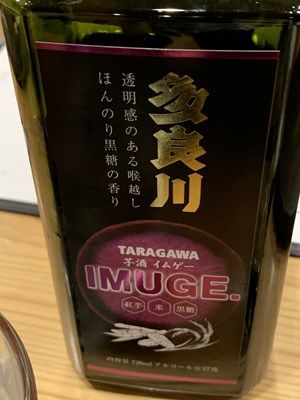 多良川
透明感のある喉越し
ほんのり黒糖の香り
TARAGAWA
芋酒 イムゲー
IMUGE.
紅芋 米 黒糖
内容量 720ml アルコール分37度